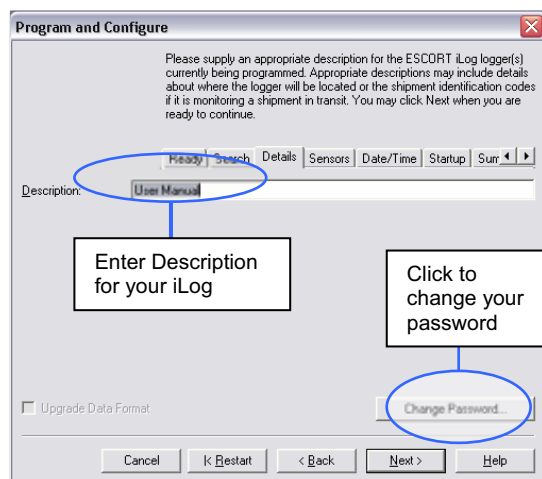 Program and Configure
Please supply an appropriate description for the ESCORT iLog logger(s)
currently being programmed. Appropriate descriptions may include details
about where the logger will be located or the shipment identification codes
if it is monitoring a shipment in transit. You may click Next when you are
ready to continue.
Ready Search Details Sensors Date/Time Startup Sum
Description: User Manual
Enter Description
for your iLog
Click to
change your
password
Upgrade Data Format
Change Password...
Cancel |< Restart < Back Next > Help